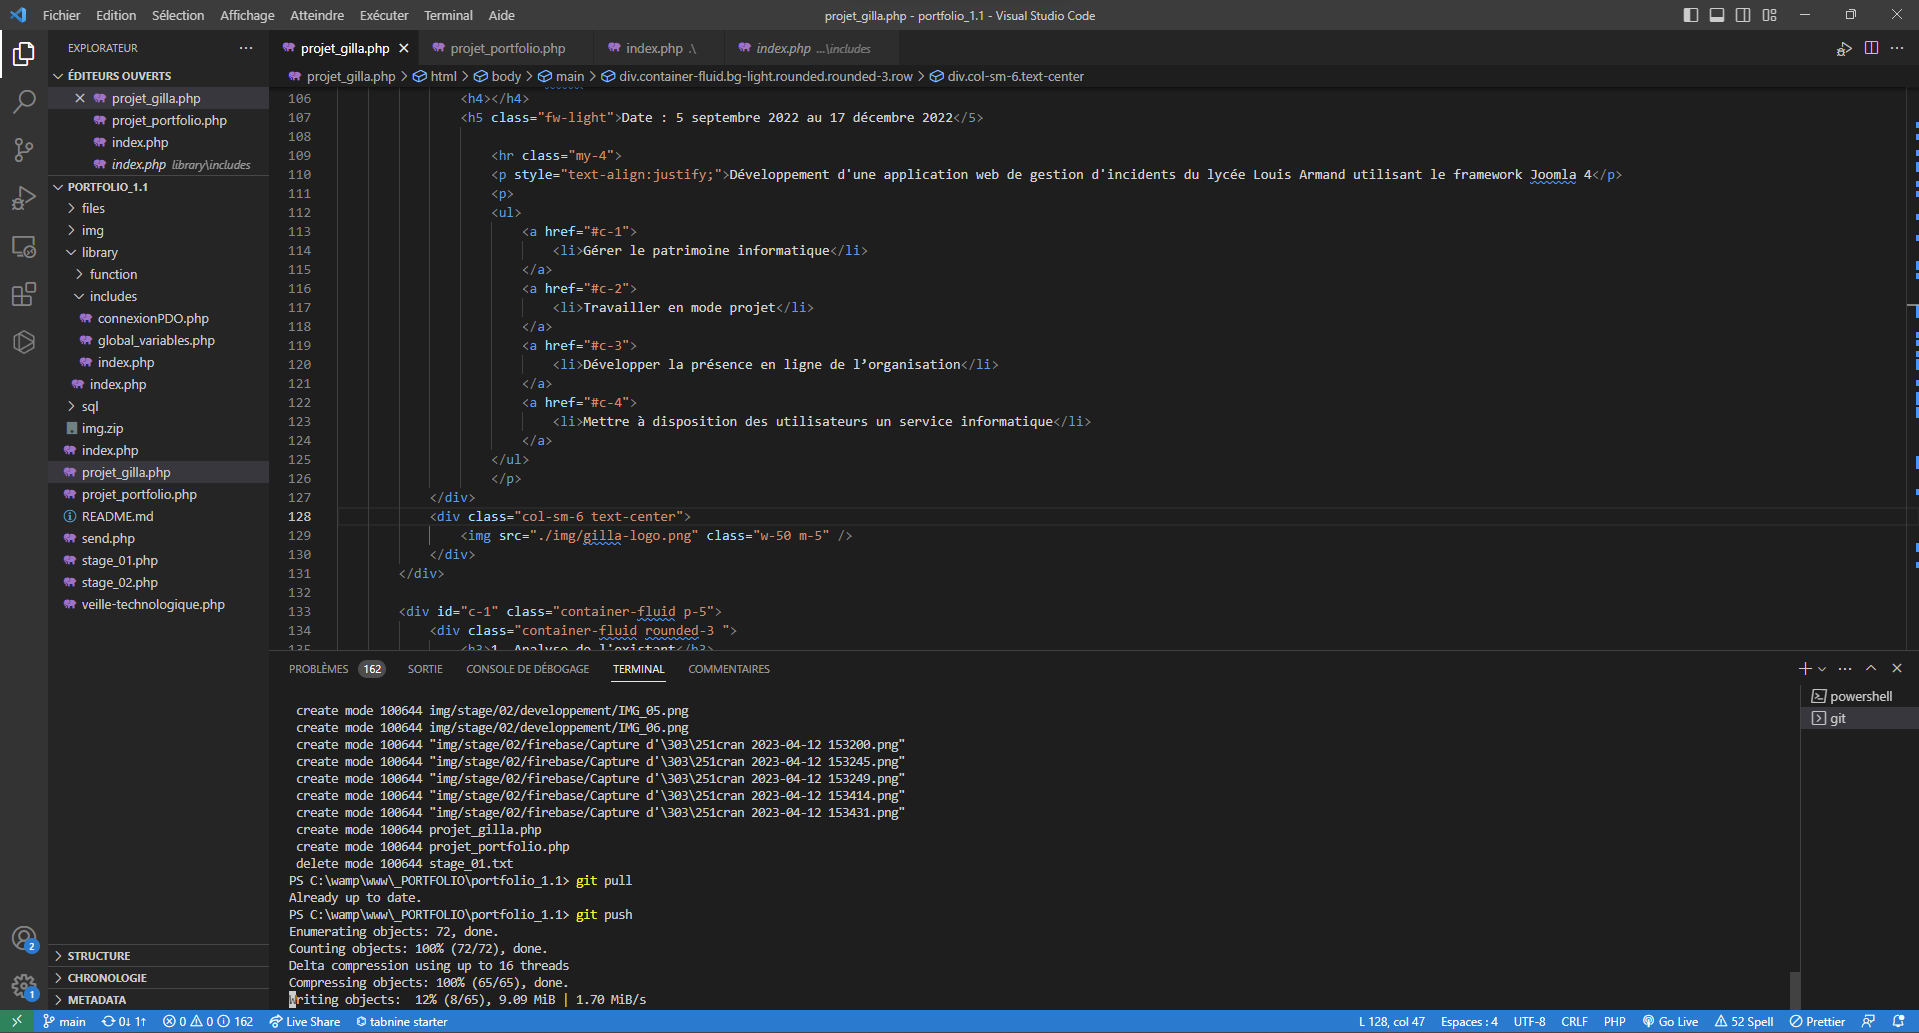 Fichier Edition Sélection Affichage Atteindre Exécuter Terminal Aide
projet_gilla.php - portfolio_1.1 - Visual Studio Code
EXPLORATEUR
ÉDITEURS OUVERTS
projet_gilla.php
projet_portfolio.php
index.php
index.php library\includes
PORTFOLIO_1.1
files
img
library
function
includes
connexionPDO.php
global_variables.php
index.php
index.php
sql
img.zip
index.php
projet_gilla.php
projet_portfolio.php
README.md
send.php
stage_01.php
stage_02.php
veille-technologique.php
STRUCTURE
CHRONOLOGIE
METADATA
2
1
projet_gilla.php projet_portfolio.php index.php .\ index.php ...\includes
projet_gilla.php > html > body > main > div.container-fluid.bg-light.rounded.rounded-3.row > div.col-sm-6.text-center
106 <h4></h4>
107 <h5 class="fw-light">Date : 5 septembre 2022 au 17 décembre 2022</5>
108
109 <hr class="my-4">
110 <p style="text-align:justify;">Développement d'une application web de gestion d'incidents du lycée Louis Armand utilisant le framework Joomla 4</p>
111 <p>
112 <ul>
113 <a href="#c-1">
114 <li>Gérer le patrimoine informatique</li>
115 </a>
116 <a href="#c-2">
117 <li>Travailler en mode projet</li>
118 </a>
119 <a href="#c-3">
120 <li>Développer la présence en ligne de l’organisation</li>
121 </a>
122 <a href="#c-4">
123 <li>Mettre à disposition des utilisateurs un service informatique</li>
124 </a>
125 </ul>
126 </p>
127 </div>
128 <div class="col-sm-6 text-center">
129 <img src="./img/gilla-logo.png" class="w-50 m-5" />
130 </div>
131 </div>
132
133 <div id="c-1" class="container-fluid p-5">
134 <div class="container-fluid rounded-3 ">
135 <h3>1. Analyse de l'existant</h3>
PROBLÈMES 162 SORTIE CONSOLE DE DÉBOGAGE TERMINAL COMMENTAIRES
powershell
git
create mode 100644 img/stage/02/developpement/IMG_05.png
create mode 100644 img/stage/02/developpement/IMG_06.png
create mode 100644 "img/stage/02/firebase/Capture d'\303\251cran 2023-04-12 153200.png"
create mode 100644 "img/stage/02/firebase/Capture d'\303\251cran 2023-04-12 153245.png"
create mode 100644 "img/stage/02/firebase/Capture d'\303\251cran 2023-04-12 153249.png"
create mode 100644 "img/stage/02/firebase/Capture d'\303\251cran 2023-04-12 153414.png"
create mode 100644 "img/stage/02/firebase/Capture d'\303\251cran 2023-04-12 153431.png"
create mode 100644 projet_gilla.php
create mode 100644 projet_portfolio.php
delete mode 100644 stage_01.txt
PS C:\wamp\www\_PORTFOLIO\portfolio_1.1> git pull
Already up to date.
PS C:\wamp\www\_PORTFOLIO\portfolio_1.1> git push
Enumerating objects: 72, done.
Counting objects: 100% (72/72), done.
Delta compression using up to 16 threads
Compressing objects: 100% (65/65), done.
Writing objects: 12% (8/65), 9.09 MiB | 1.70 MiB/s
main 0↓ 1↑ 0 0 162 Live Share tabnine starter L 128, col 47 Espaces : 4 UTF-8 CRLF PHP Go Live 52 Spell Prettier